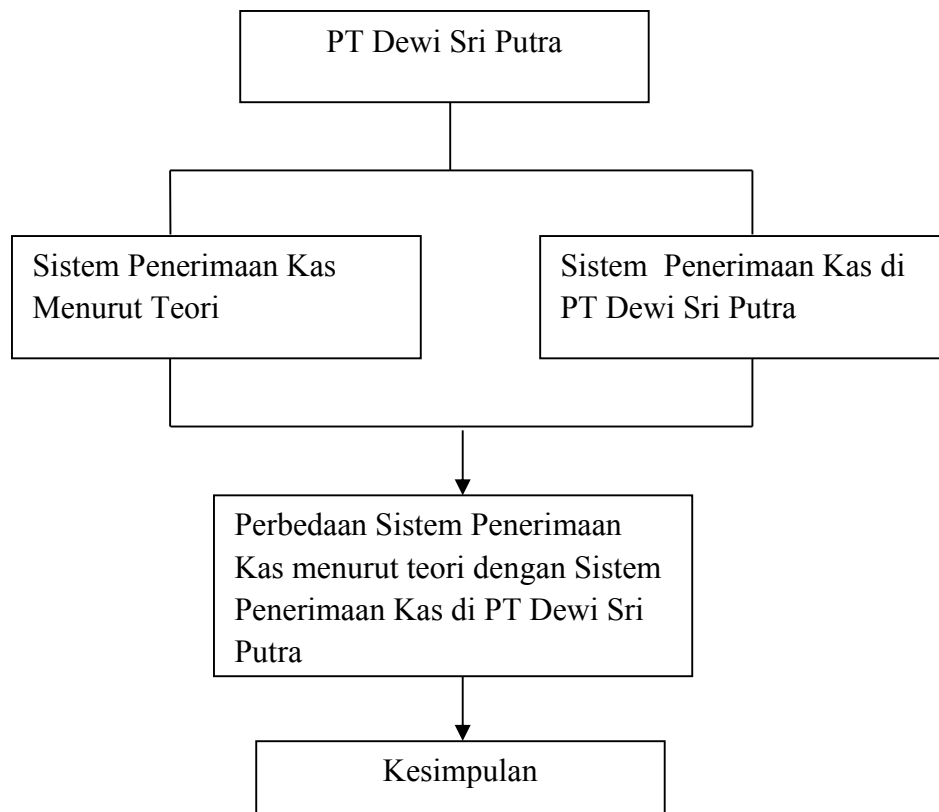 PT Dewi Sri Putra
Sistem Penerimaan Kas
Menurut Teori
Sistem  Penerimaan Kas di
PT Dewi Sri Putra
Perbedaan Sistem Penerimaan
Kas menurut teori dengan Sistem
Penerimaan Kas di PT Dewi Sri
Putra
Kesimpulan